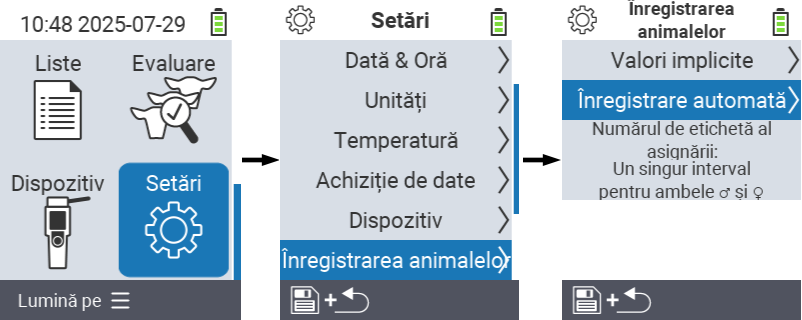 10:48 2025-07-29
Liste
Evaluare
Dispozitiv
Setări
Lumină pe
Setări
Dată & Oră
Unități
Temperatură
Achiziție de date
Dispozitiv
Înregistrarea animalelor
+
Înregistrarea
animalelor
Valori implicite
Înregistrare automată
Numărul de etichetă al
asignării:
Un singur interval
pentru ambele ♂ și ♀
+